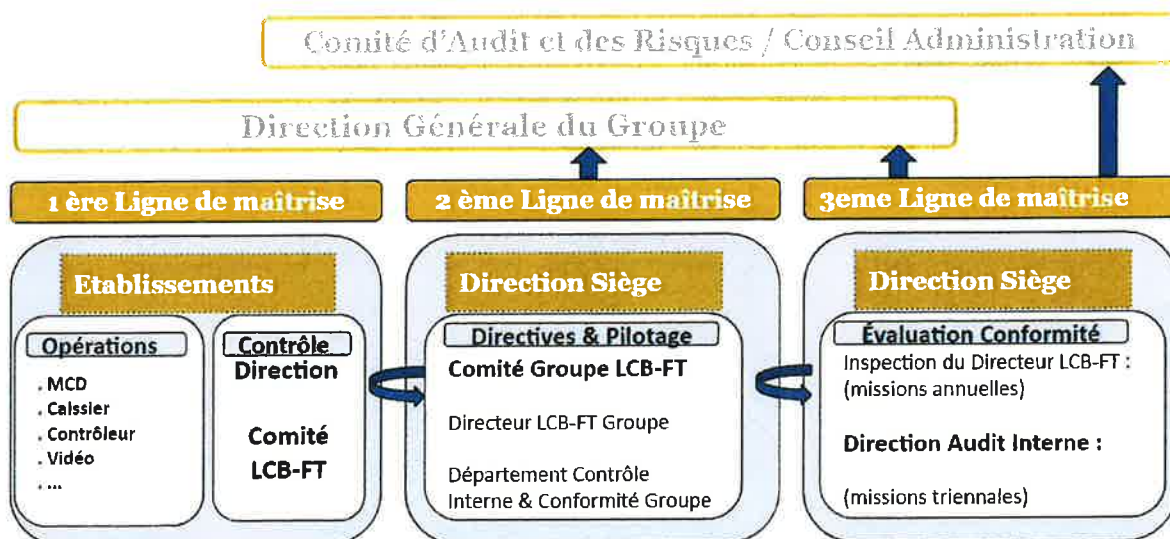 Comité d'Audit et des Risques / Conseil Administration
Direction Générale du Groupe
1 ère Ligne de maîtrise
2 ème Ligne de maîtrise
3eme Ligne de maîtrise
Etablissements
Opérations
. MCD
. Caissier
. Contrôleur
. Vidéo
. ...
Contrôle
Direction
Comité
LCB-FT
Direction Siège
Directives & Pilotage
Comité Groupe LCB-FT
Directeur LCB-FT Groupe
Département Contrôle
Interne & Conformité Groupe
Direction Siège
Évaluation Conformité
Inspection du Directeur LCB-FT :
(missions annuelles)
Direction Audit Interne :
(missions triennales)